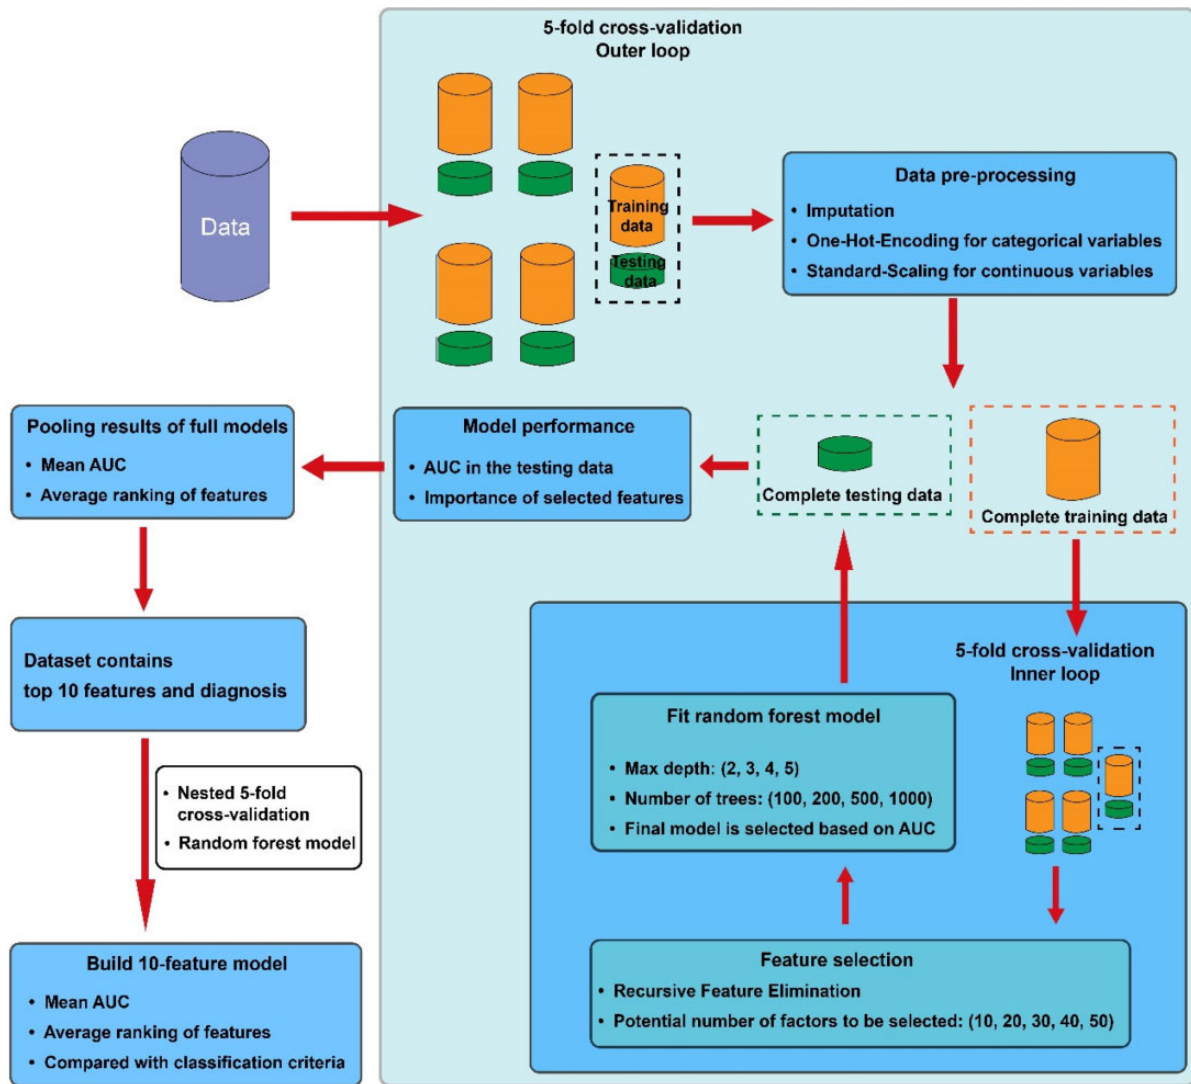 5-fold cross-validation
Outer loop
Data
Training
data
Testing
data
Data pre-processing
• Imputation
• One-Hot-Encoding for categorical variables
• Standard-Scaling for continuous variables
Pooling results of full models
• Mean AUC
• Average ranking of features
Model performance
• AUC in the testing data
• Importance of selected features
Complete testing data
Complete training data
Dataset contains
top 10 features and diagnosis
5-fold cross-validation
Inner loop
Fit random forest model
• Max depth: (2, 3, 4, 5)
• Number of trees: (100, 200, 500, 1000)
• Final model is selected based on AUC
• Nested 5-fold
cross-validation
• Random forest model
Feature selection
• Recursive Feature Elimination
• Potential number of factors to be selected: (10, 20, 30, 40, 50)
Build 10-feature model
• Mean AUC
• Average ranking of features
• Compared with classification criteria